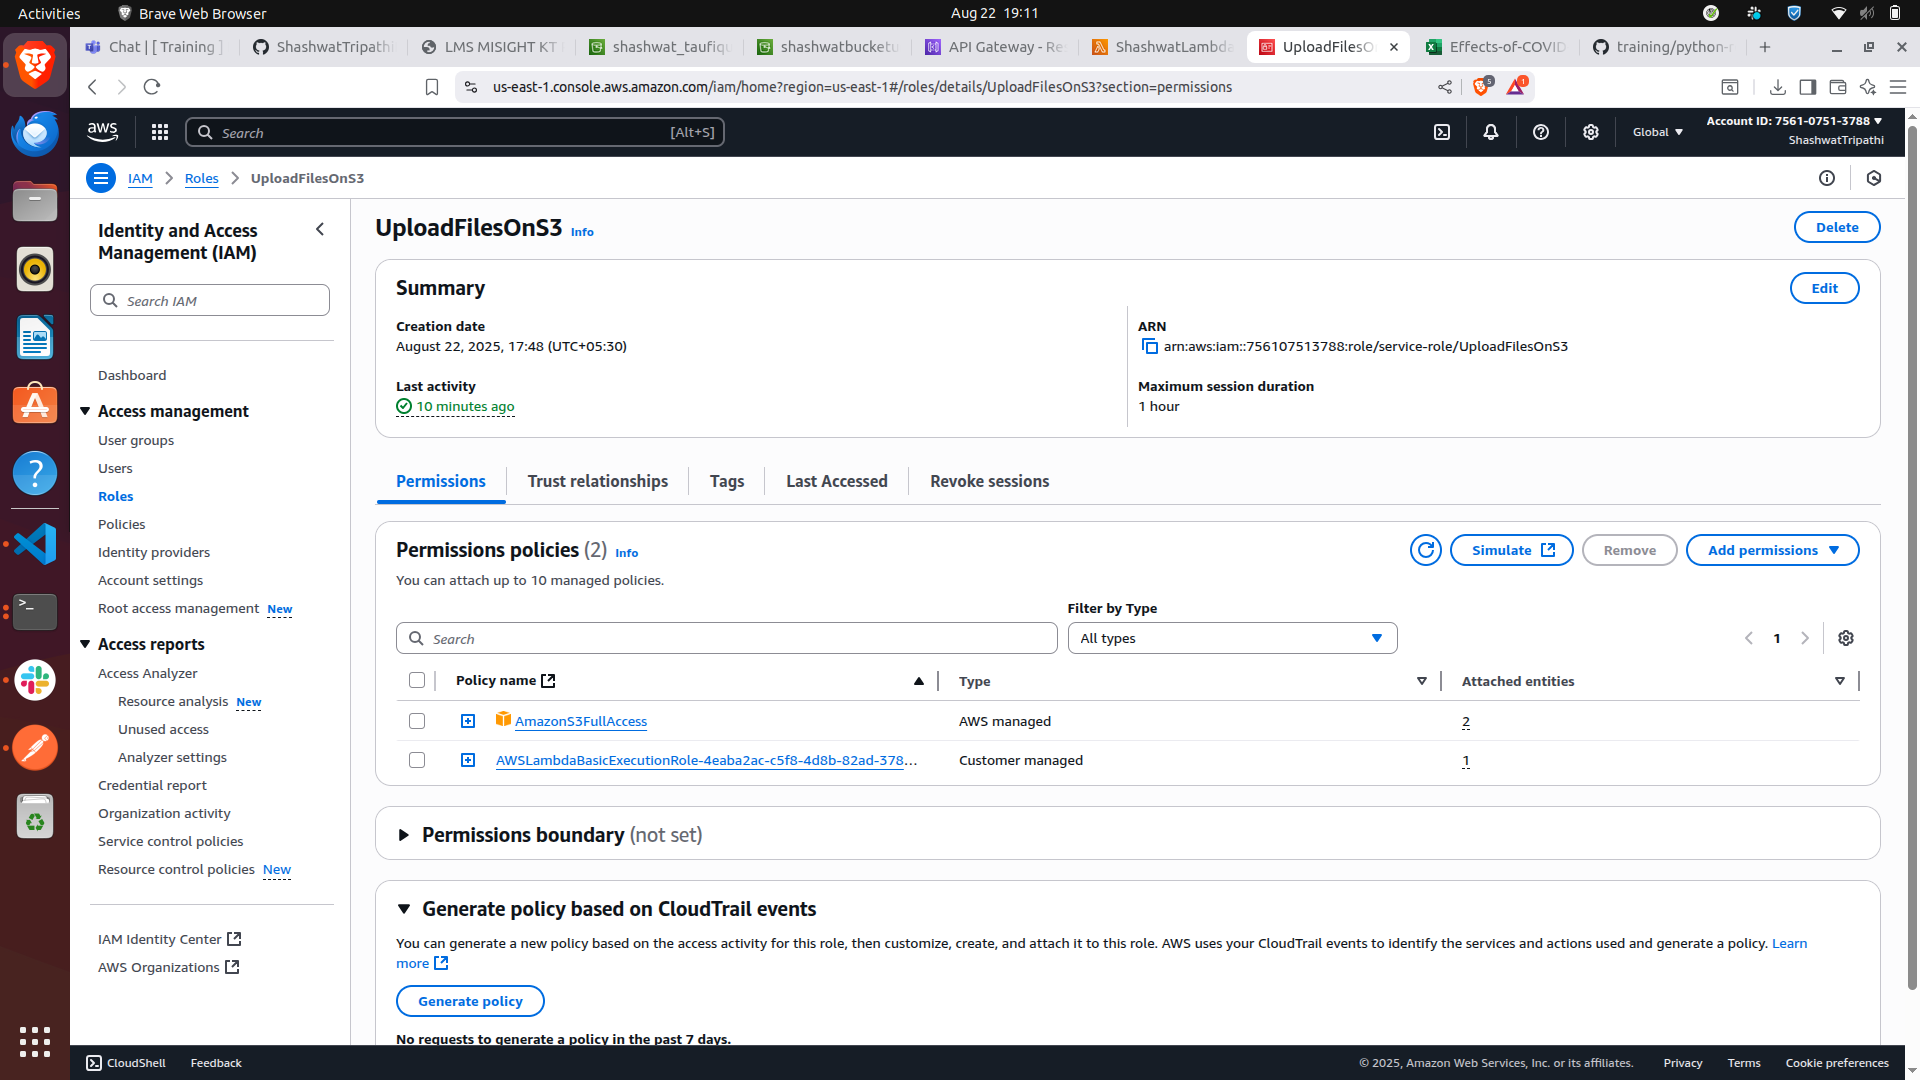 Activities
Brave Web Browser
Aug 22 19:11
Chat | [ Training ]
ShashwatTripathi
LMS MISIGHT KT
shashwat_taufiqu
shashwatbucketu
API Gateway - Re
ShashwatLambda
UploadFilesO
Effects-of-COVID
training/python-
us-east-1.console.aws.amazon.com/iam/home?region=us-east-1#/roles/details/UploadFilesOnS3?section=permissions
5
1
aws
Search
[Alt+S]
Global
Account ID: 7561-0751-3788
ShashwatTripathi
IAM
Roles
UploadFilesOnS3
Identity and Access
Management (IAM)
Search IAM
Dashboard
Access management
User groups
Users
Roles
Policies
Identity providers
Account settings
Root access management New
Access reports
Access Analyzer
Resource analysis New
Unused access
Analyzer settings
Credential report
Organization activity
Service control policies
Resource control policies New
IAM Identity Center
AWS Organizations
UploadFilesOnS3 Info
Delete
Summary
Edit
Creation date
August 22, 2025, 17:48 (UTC+05:30)
ARN
arn:aws:iam::756107513788:role/service-role/UploadFilesOnS3
Last activity
10 minutes ago
Maximum session duration
1 hour
Permissions
Trust relationships
Tags
Last Accessed
Revoke sessions
Permissions policies (2) Info
You can attach up to 10 managed policies.
Simulate
Remove
Add permissions
Filter by Type
Search
All types
1
Policy name
Type
Attached entities
AmazonS3FullAccess
AWS managed
2
AWSLambdaBasicExecutionRole-4eaba2ac-c5f8-4d8b-82ad-378...
Customer managed
1
Permissions boundary (not set)
Generate policy based on CloudTrail events
You can generate a new policy based on the access activity for this role, then customize, create, and attach it to this role. AWS uses your CloudTrail events to identify the services and actions used and generate a policy. Learn
more
Generate policy
No requests to generate a policy in the past 7 days.
CloudShell
Feedback
© 2025, Amazon Web Services, Inc. or its affiliates.
Privacy
Terms
Cookie preferences